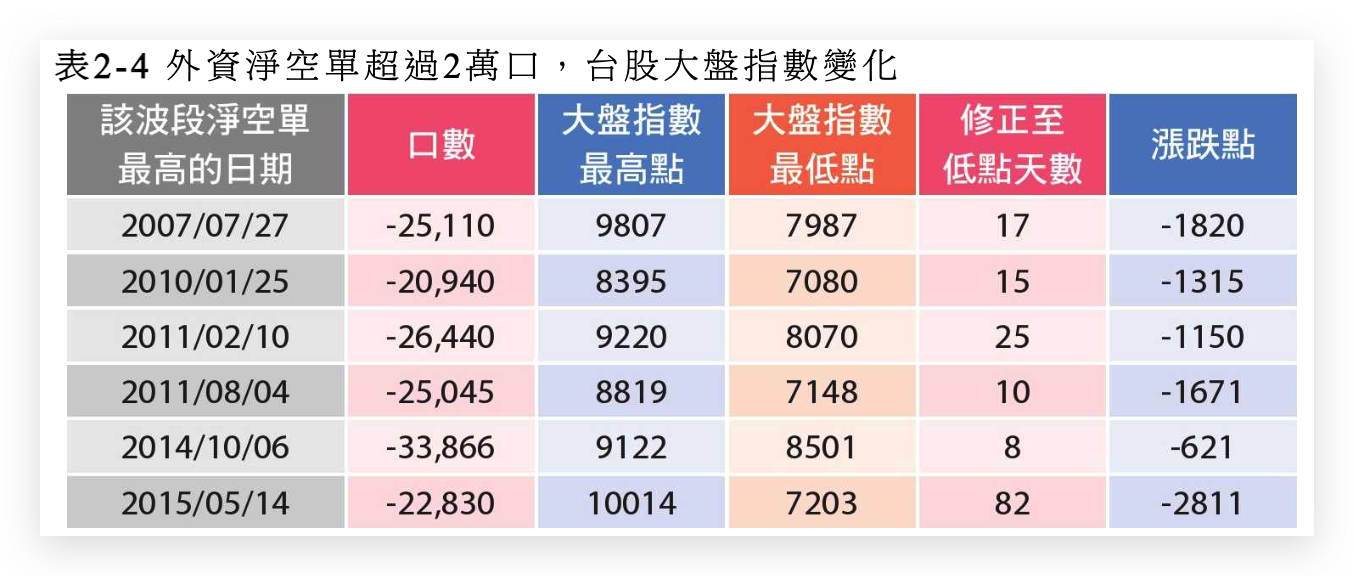 表2-4 外資淨空單超過2萬口，台股大盤指數變化
該波段淨空單最高的日期 口數 大盤指數最高點 大盤指數最低點 修正至低點天數 漲跌點
2007/07/27 -25,110 9807 7987 17 -1820
2010/01/25 -20,940 8395 7080 15 -1315
2011/02/10 -26,440 9220 8070 25 -1150
2011/08/04 -25,045 8819 7148 10 -1671
2014/10/06 -33,866 9122 8501 8 -621
2015/05/14 -22,830 10014 7203 82 -2811